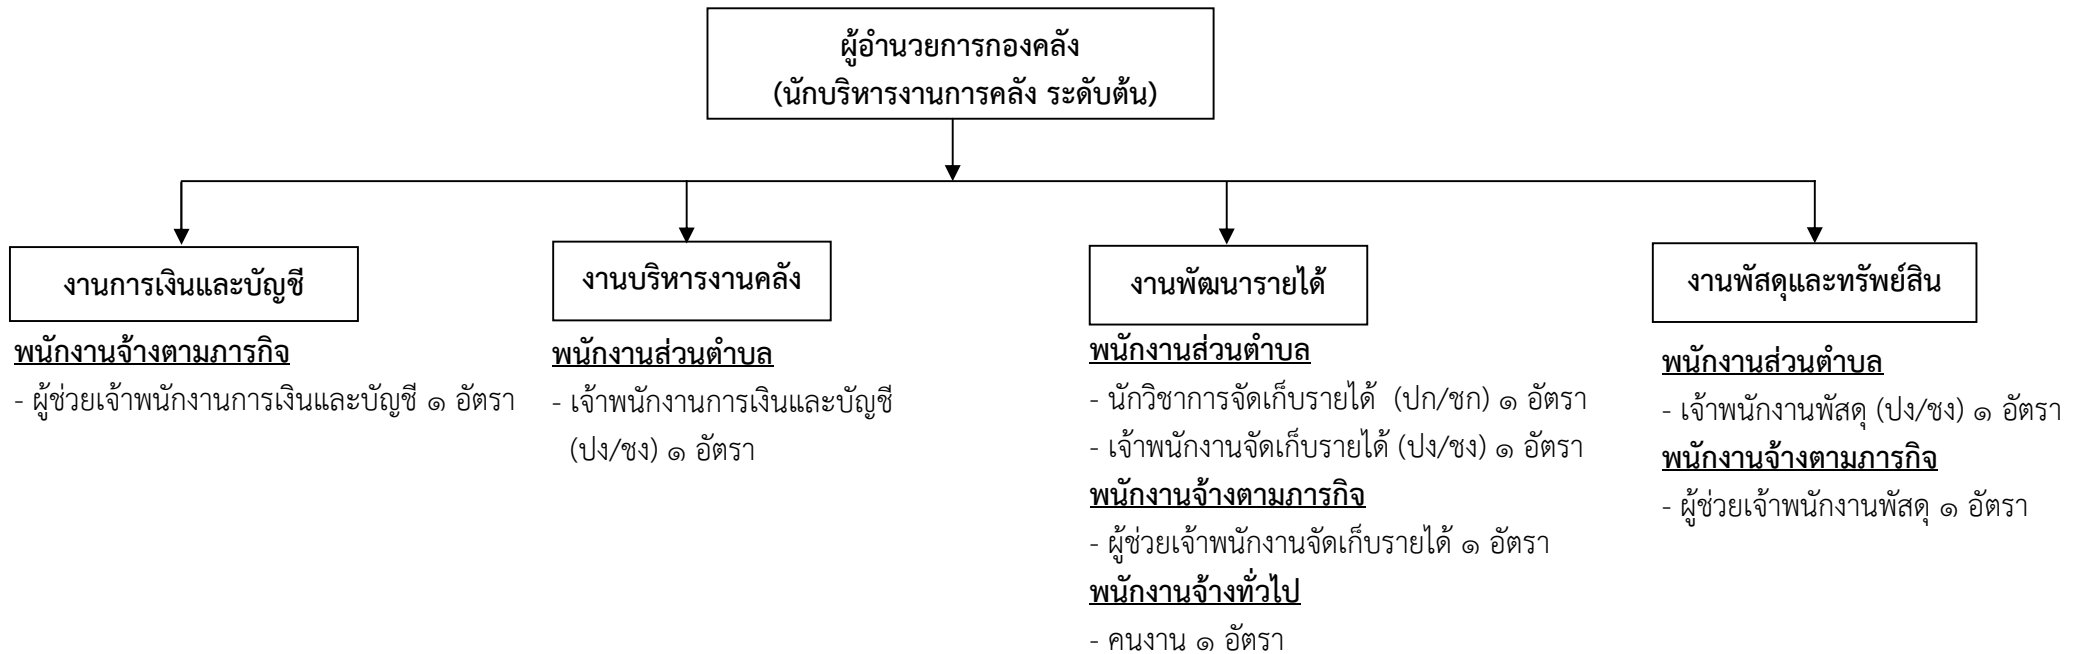 ผู้อำนวยการกองคลัง
(นักบริหารงานการคลัง ระดับต้น)
งานการเงินและบัญชี
พนักงานจ้างตามภารกิจ
- ผู้ช่วยเจ้าพนักงานการเงินและบัญชี ๑ อัตรา
งานบริหารงานคลัง
พนักงานส่วนตำบล
- เจ้าพนักงานการเงินและบัญชี
(ปง/ชง) ๑ อัตรา
งานพัฒนารายได้
พนักงานส่วนตำบล
- นักวิชาการจัดเก็บรายได้ (ปก/ชก) ๑ อัตรา
- เจ้าพนักงานจัดเก็บรายได้ (ปง/ชง) ๑ อัตรา
พนักงานจ้างตามภารกิจ
- ผู้ช่วยเจ้าพนักงานจัดเก็บรายได้ ๑ อัตรา
พนักงานจ้างทั่วไป
- คนงาน ๑ อัตรา
งานพัสดุและทรัพย์สิน
พนักงานส่วนตำบล
- เจ้าพนักงานพัสดุ (ปง/ชง) ๑ อัตรา
พนักงานจ้างตามภารกิจ
- ผู้ช่วยเจ้าพนักงานพัสดุ ๑ อัตรา